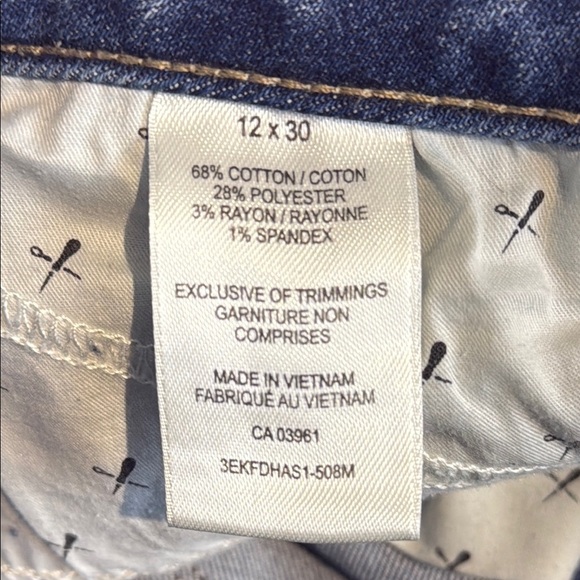 12 x 30
68% COTTON / COTON
28% POLYESTER
3% RAYON / RAYONNE
1% SPANDEX
EXCLUSIVE OF TRIMMINGS
GARNITURE NON
COMPRISES
MADE IN VIETNAM
FABRIQUÉ AU VIETNAM
CA 03961
3EKFDHAS1-508M